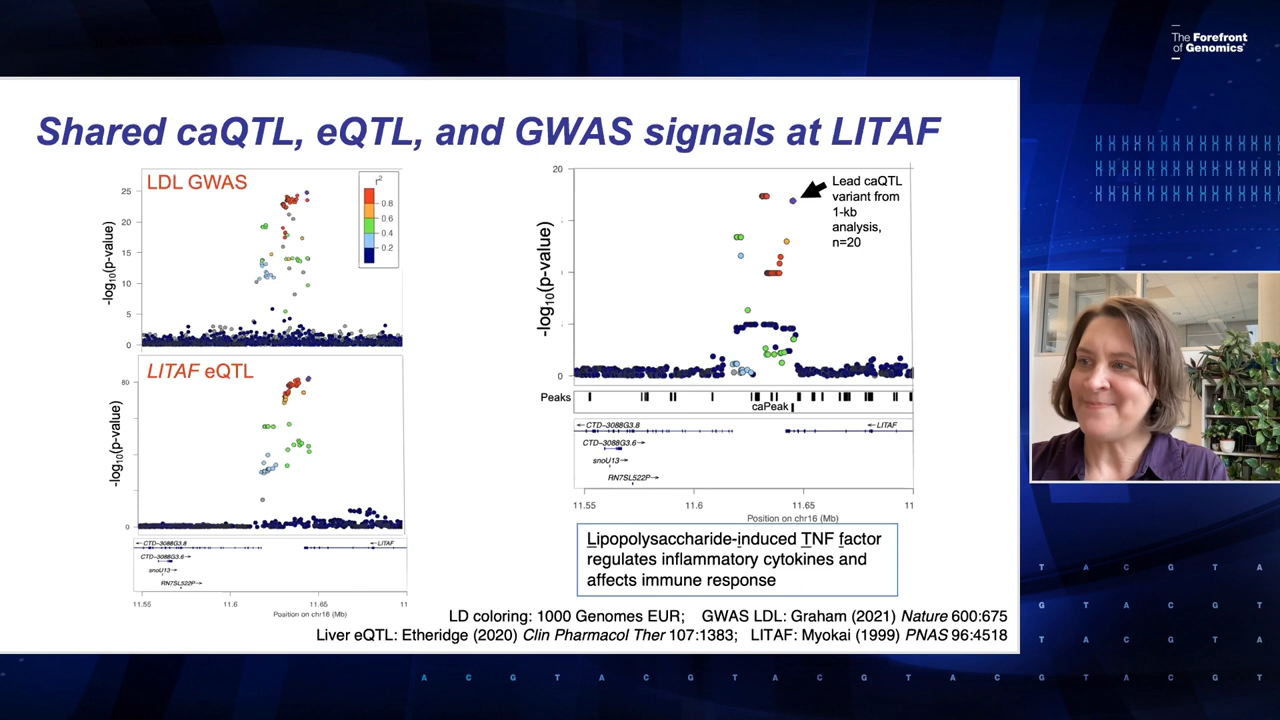 The Forefront
of Genomics®
Shared caQTL, eQTL, and GWAS signals at LITAF
LDL GWAS
r²
0.8
0.6
0.4
0.2
-log10(p-value)
25
20
15
10
5
0
LITAF eQTL
-log10(p-value)
80
0
CTD-3088G3.8
LITAF
CTD-3088G3.6
snoU13
RN7SL522P
11.55
11.6
11.65
11
Position on chr16 (Mb)
20
0
-log10(p-value)
Lead caQTL
variant from
1-kb
analysis,
n=20
Peaks
caPeak
CTD-3088G3.8
LITAF
CTD-3088G3.6
snoU13
RN7SL522P
11.55
11.6
11.65
11
Position on chr16 (Mb)
Lipopolysaccharide-induced TNF factor
regulates inflammatory cytokines and
affects immune response
LD coloring: 1000 Genomes EUR; GWAS LDL: Graham (2021) Nature 600:675
Liver eQTL: Etheridge (2020) Clin Pharmacol Ther 107:1383; LITAF: Myokai (1999) PNAS 96:4518
T A C G T A
G T A C G T
T A C G T A
A C G T A C G T A C G T A C G T A C G T